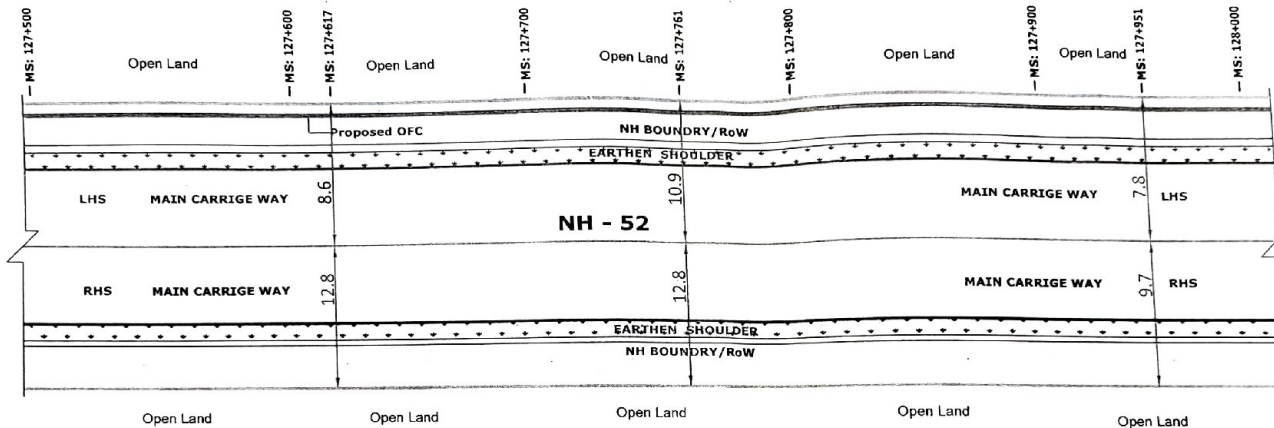 MS: 127+500
MS: 127+600
MS: 127+617
MS: 127+700
MS: 127+761
MS: 127+800
MS: 127+900
MS: 127+951
MS: 128+000
Open Land
Open Land
Open Land
Open Land
Open Land
Proposed OFC
NH BOUNDRY/RoW
EARTHEN SHOULDER
LHS MAIN CARRIGE WAY
8.6
10.9
MAIN CARRIGE WAY
7.8
LHS
NH - 52
RHS MAIN CARRIGE WAY
12.8
12.8
MAIN CARRIGE WAY
9.7
RHS
EARTHEN SHOULDER
NH BOUNDRY/RoW
Open Land
Open Land
Open Land
Open Land
Open Land